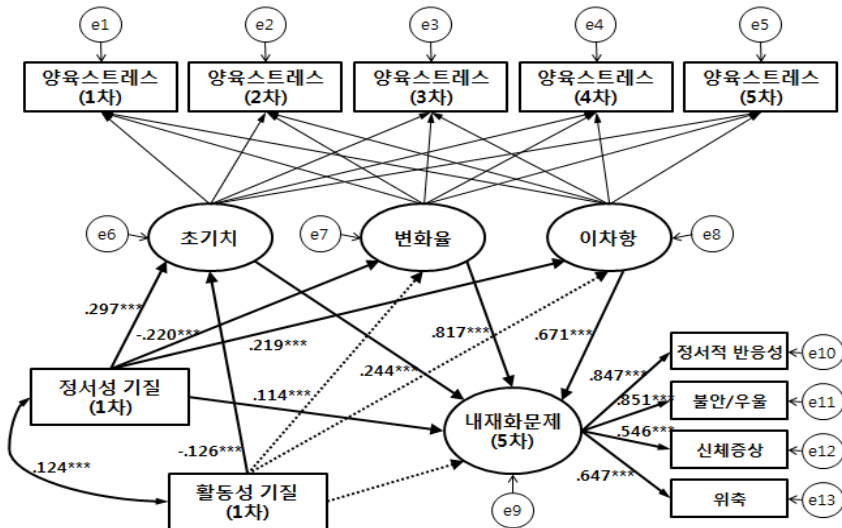 e1
e2
e3
e4
e5
양육스트레스
(1차)
양육스트레스
(2차)
양육스트레스
(3차)
양육스트레스
(4차)
양육스트레스
(5차)
e6
초기치
e7
변화율
이차항
e8
.297***
-.220***
.219***
.817***
.671***
.244***
정서성 기질
(1차)
.114***
내재화문제
(5차)
.847***
정서적 반응성
e10
.851***
불안/우울
e11
.546***
신체증상
e12
.647***
위축
e13
-.126***
.124***
활동성 기질
(1차)
e9